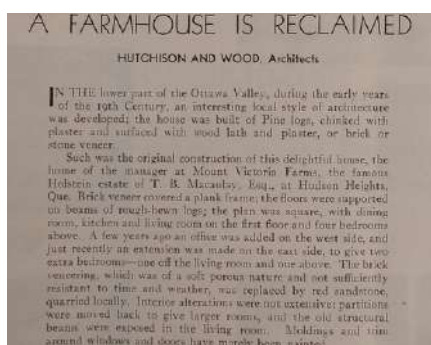 A FARMHOUSE IS RECLAIMED
HUTCHISON AND WOOD, Architects
IN THE lower part of the Ottawa Valley, during the early years
of the 19th Century, an interesting local style of architecture
was developed; the house was built of Pine logs, chinked with
plaster and surfaced with wood lath and plaster, or brick or
stone veneer.
Such was the original construction of this delightful house, the
home of the manager at Mount Victoria Farms, the famous
Holstein estate of T. B. Macaulay, Esq., at Hudson Heights,
Que. Brick veneer covered a plank frame; the floors were supported
on beams of rough-hewn logs; the plan was square, with dining
room, kitchen and living room on the first floor and four bedrooms
above. A few years ago an office was added on the west side, and
just recently an extension was made on the east side, to give two
extra bedrooms—one off the living room and one above. The brick
veneering, which was of a soft porous nature and not sufficiently
resistant to time and weather, was replaced by red sandstone,
quarried locally. Interior alterations were not extensive: partitions
were moved back to give larger rooms, and the old structural
beams were exposed in the living room. Moldings and trim
around windows and doors have merely been painted